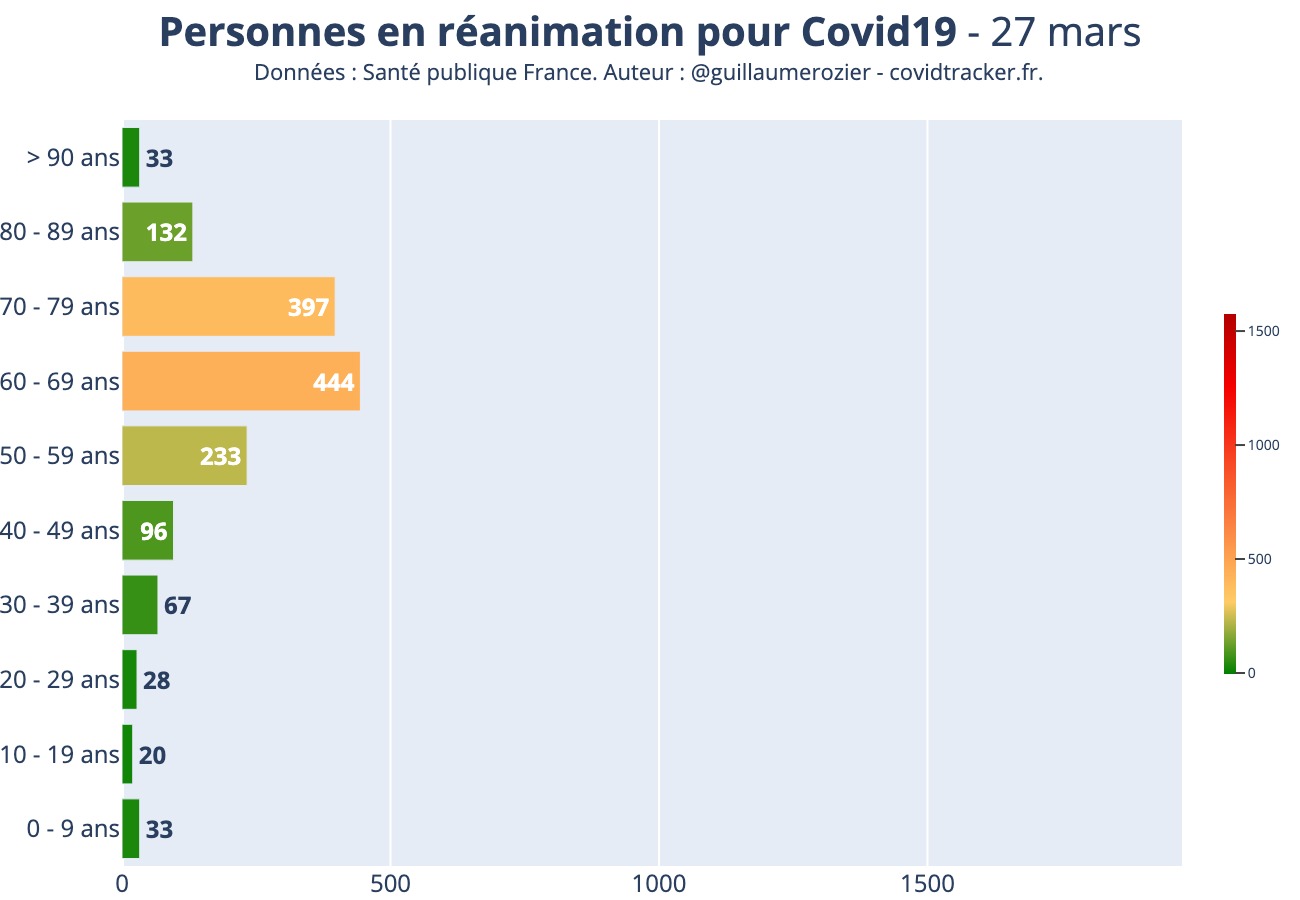 Personnes en réanimation pour Covid19 - 27 mars
Données : Santé publique France. Auteur : @guillaumerozier - covidtracker.fr.
> 90 ans 33
80 - 89 ans 132
70 - 79 ans 397
60 - 69 ans 444
50 - 59 ans 233
40 - 49 ans 96
30 - 39 ans 67
20 - 29 ans 28
10 - 19 ans 20
0 - 9 ans 33
0 500 1000 1500
1500
1000
500
0